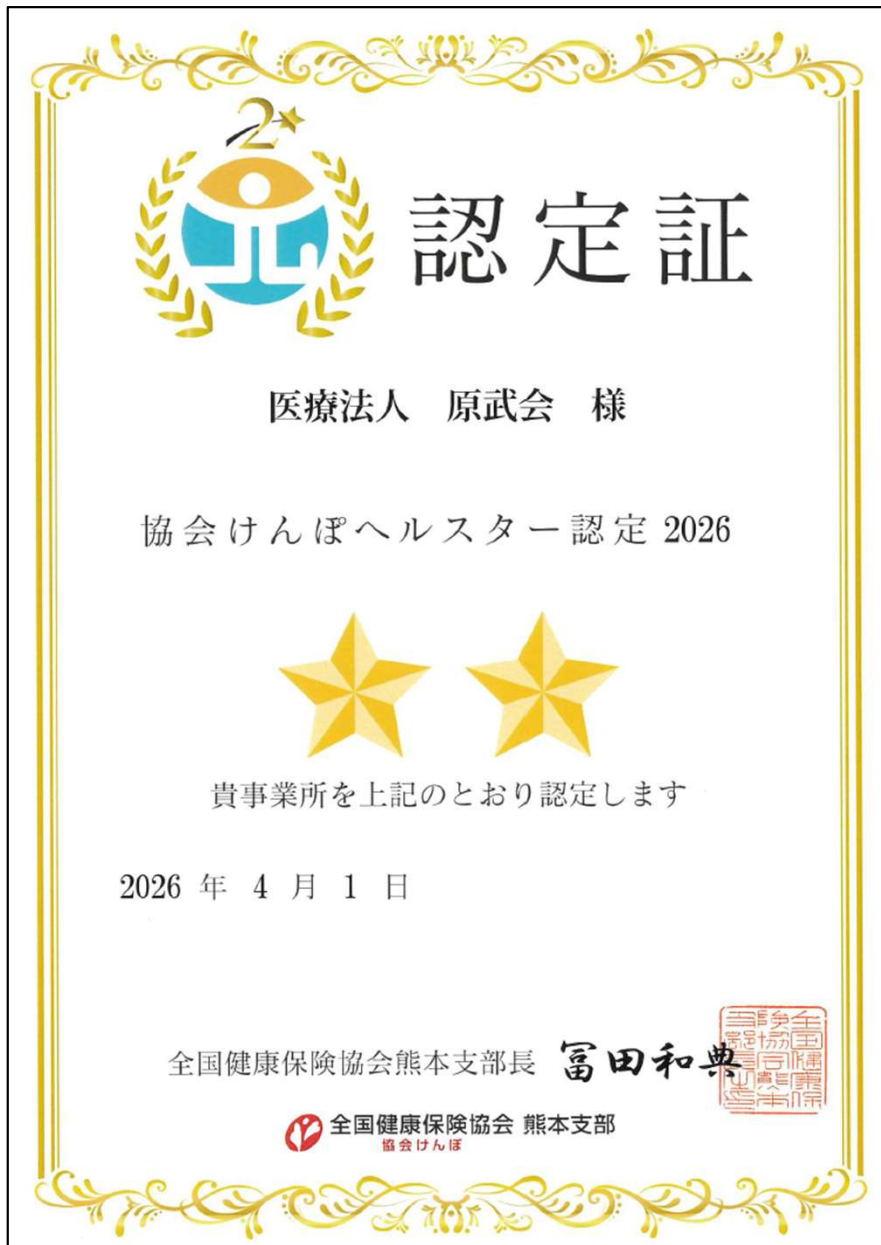 2
認定証
医療法人 原武会 様
協会けんぽヘルスター認定 2026
貴事業所を上記のとおり認定します
2026 年 4 月 1 日
全国健康保険協会熊本支部長 冨田和典
全国健康保険協会 熊本支部
協会けんぽ